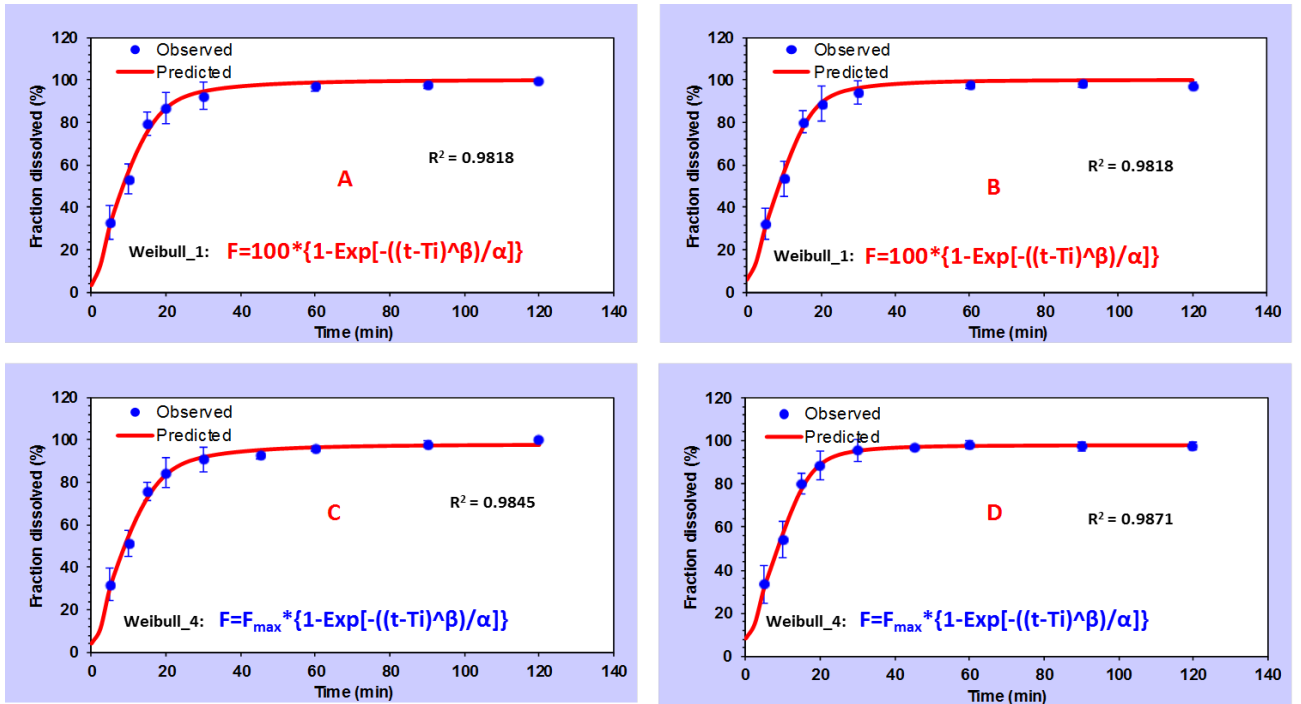 120
100
80
60
40
20
0
Fraction dissolved (%)
Observed
Predicted
R² = 0.9818
A
Weibull_1: F=100*{1-Exp[-((t-Ti)^β)/α]}
0 20 40 60 80 100 120 140
Time (min)
120
100
80
60
40
20
0
Fraction dissolved (%)
Observed
Predicted
R² = 0.9818
B
Weibull_1: F=100*{1-Exp[-((t-Ti)^β)/α]}
0 20 40 60 80 100 120 140
Time (min)
120
100
80
60
40
20
0
Fraction dissolved (%)
Observed
Predicted
R² = 0.9845
C
Weibull_4: F=Fmax*{1-Exp[-((t-Ti)^β)/α]}
0 20 40 60 80 100 120 140
Time (min)
120
100
80
60
40
20
0
Fraction dissolved (%)
Observed
Predicted
D
R² = 0.9871
Weibull_4: F=Fmax*{1-Exp[-((t-Ti)^β)/α]}
0 20 40 60 80 100 120 140
Time (min)